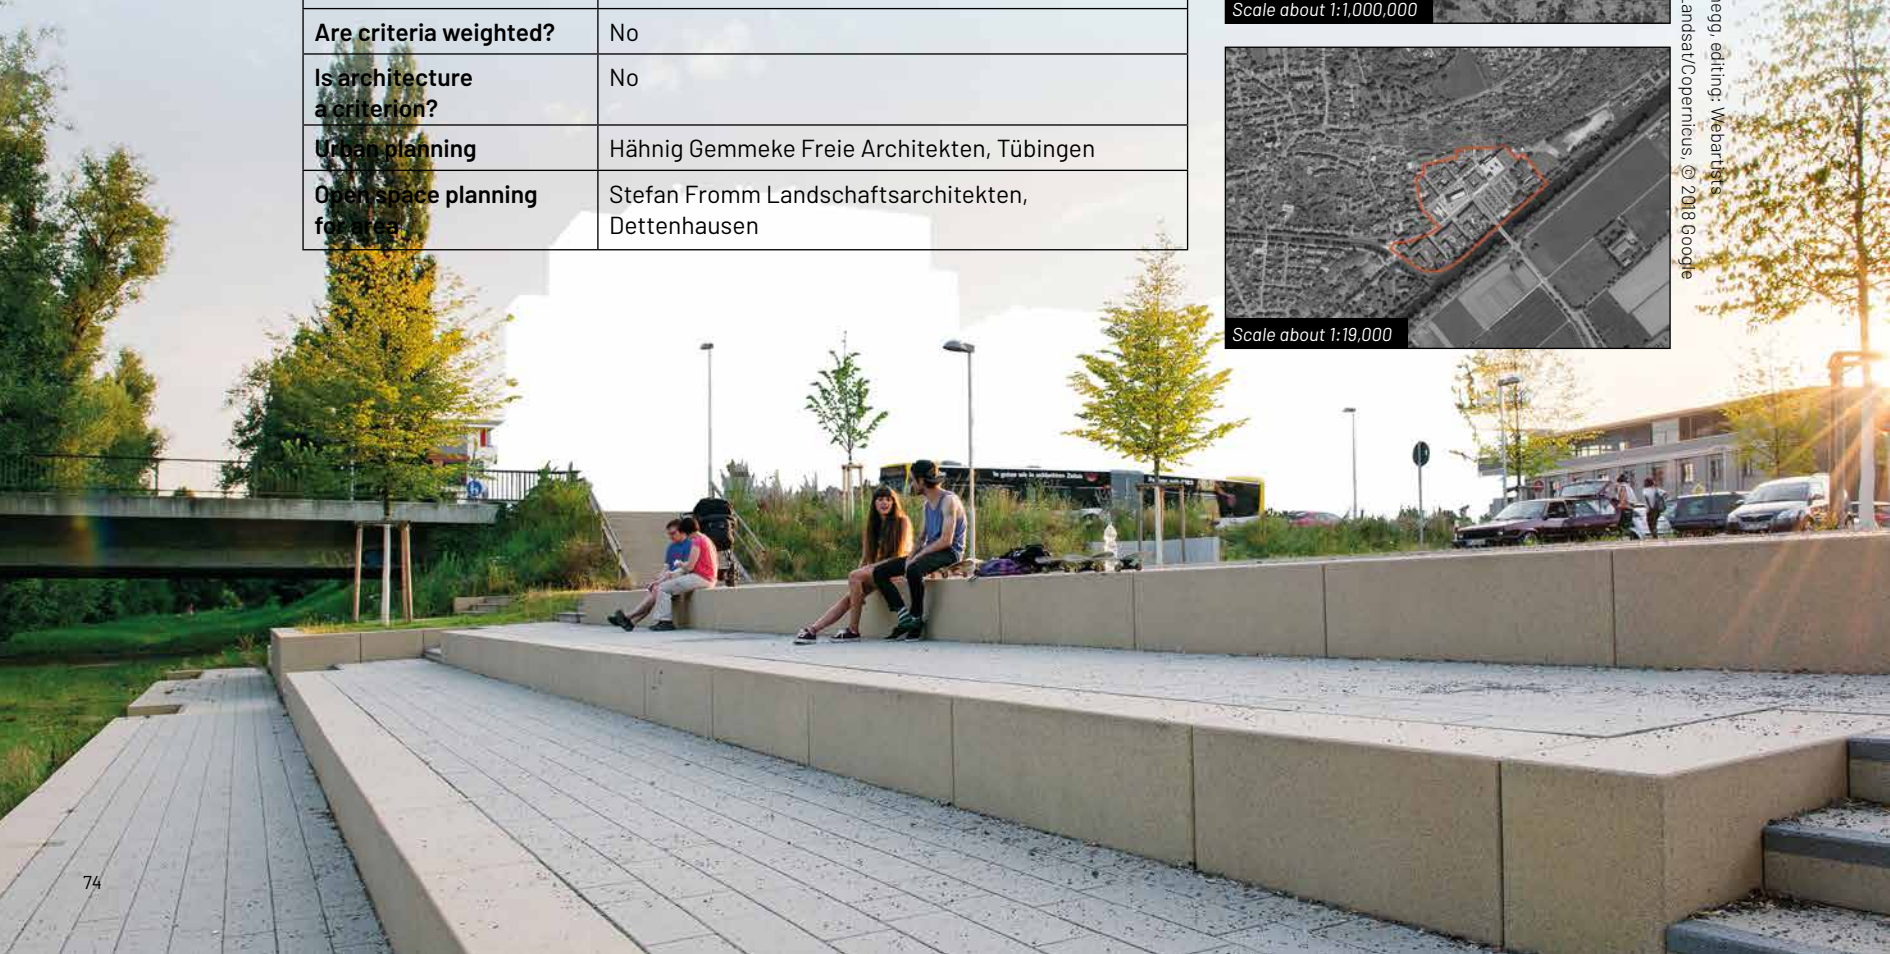 Are criteria weighted? No
Is architecture
a criterion? No
Urban planning Hähnig Gemmeke Freie Architekten, Tübingen
Open space planning
for area Stefan Fromm Landschaftsarchitekten,
Dettenhausen
Scale about 1:1,000,000
Scale about 1:19,000
editing: Webartists
Landsat/Copernicus, © 2018 Google
74